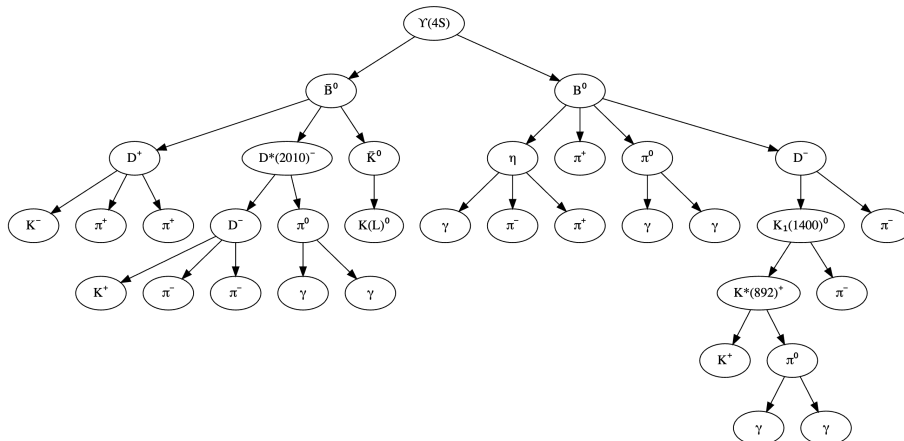 ϒ(4S)
B̄⁰ B⁰
D⁺ D*(2010)⁻ K̄⁰ η π⁺ π⁰ D⁻
K⁻ π⁺ π⁺ D⁻ π⁰ K(L)⁰ γ π⁻ π⁺ γ γ K₁(1400)⁰ π⁻
K⁺ π⁻ π⁻ γ γ K*(892)⁺ π⁻
K⁺ π⁰
γ γ